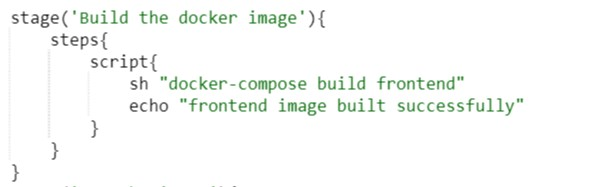 stage('Build the docker image'){
    steps{
        script{
            sh "docker-compose build frontend"
            echo "frontend image built successfully"
        }
    }
}